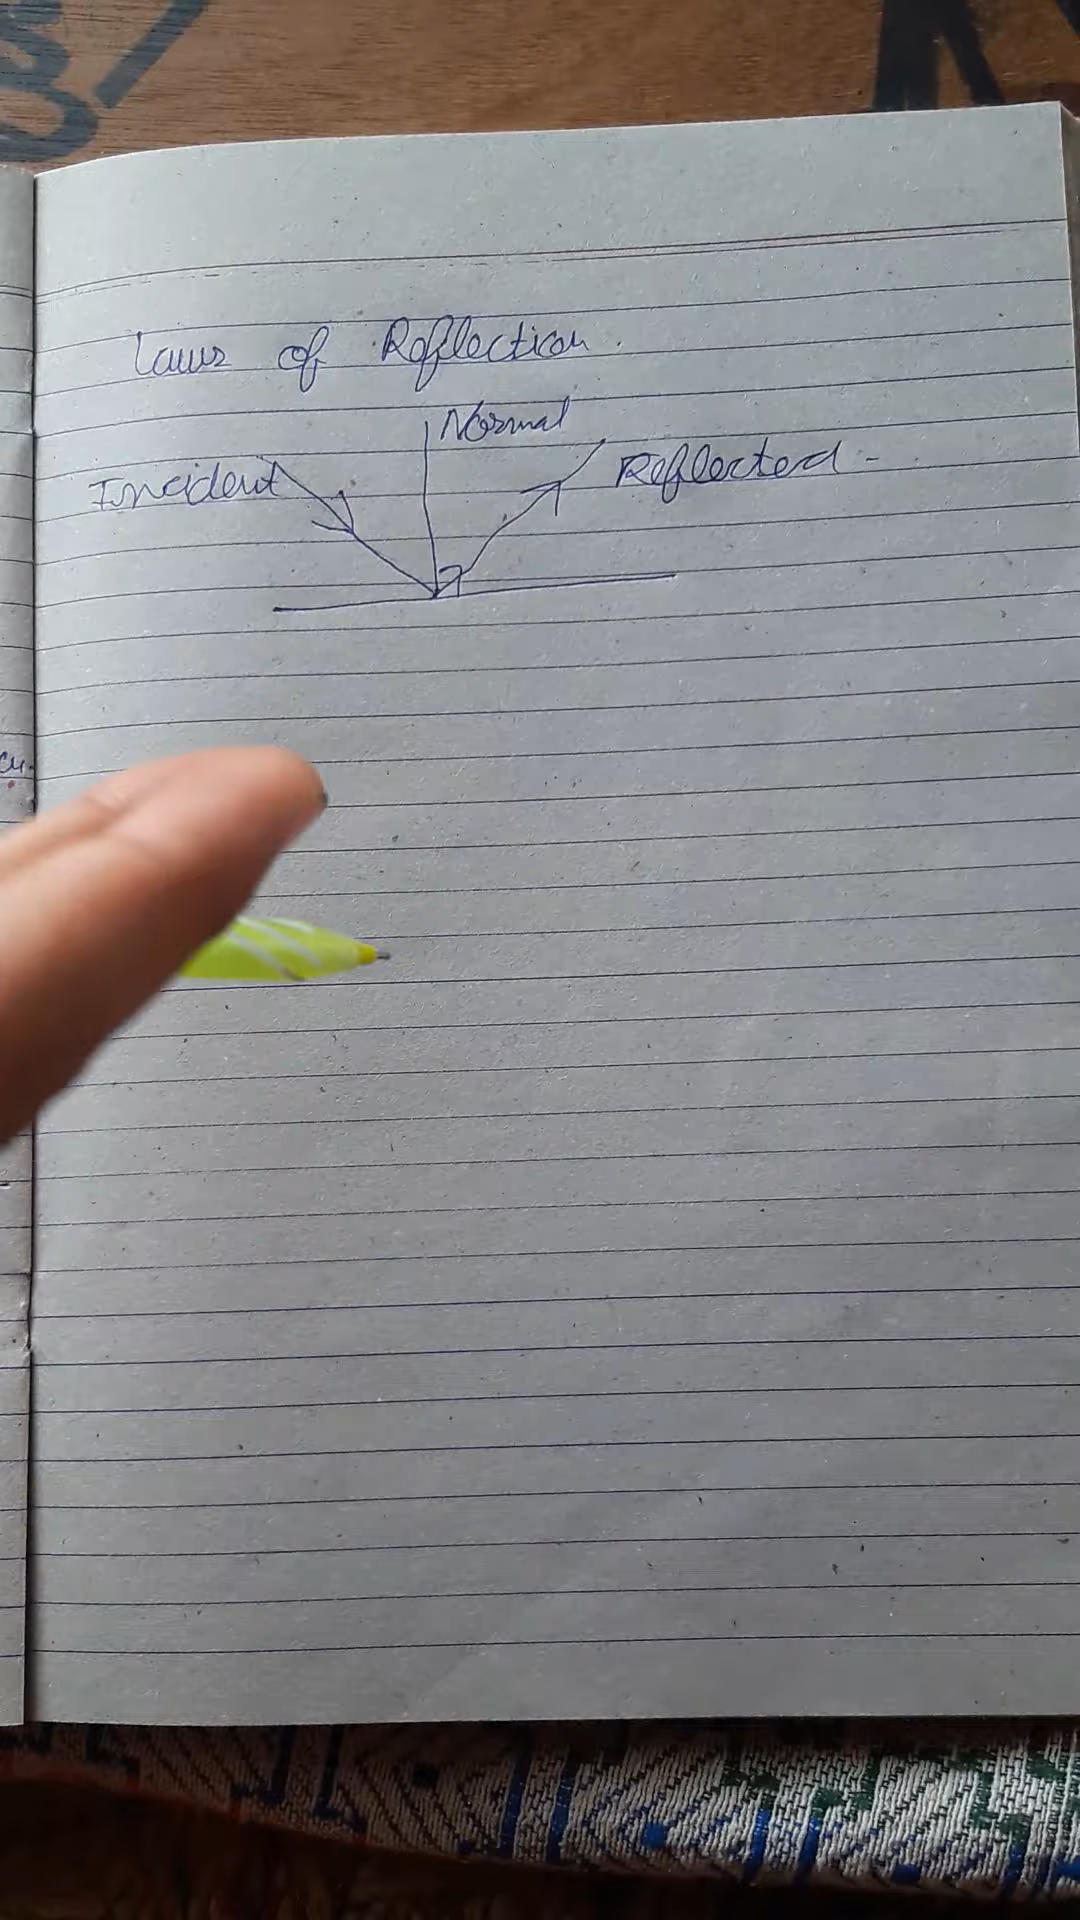 Laws of Reflection.
Normal
Incident Reflected -